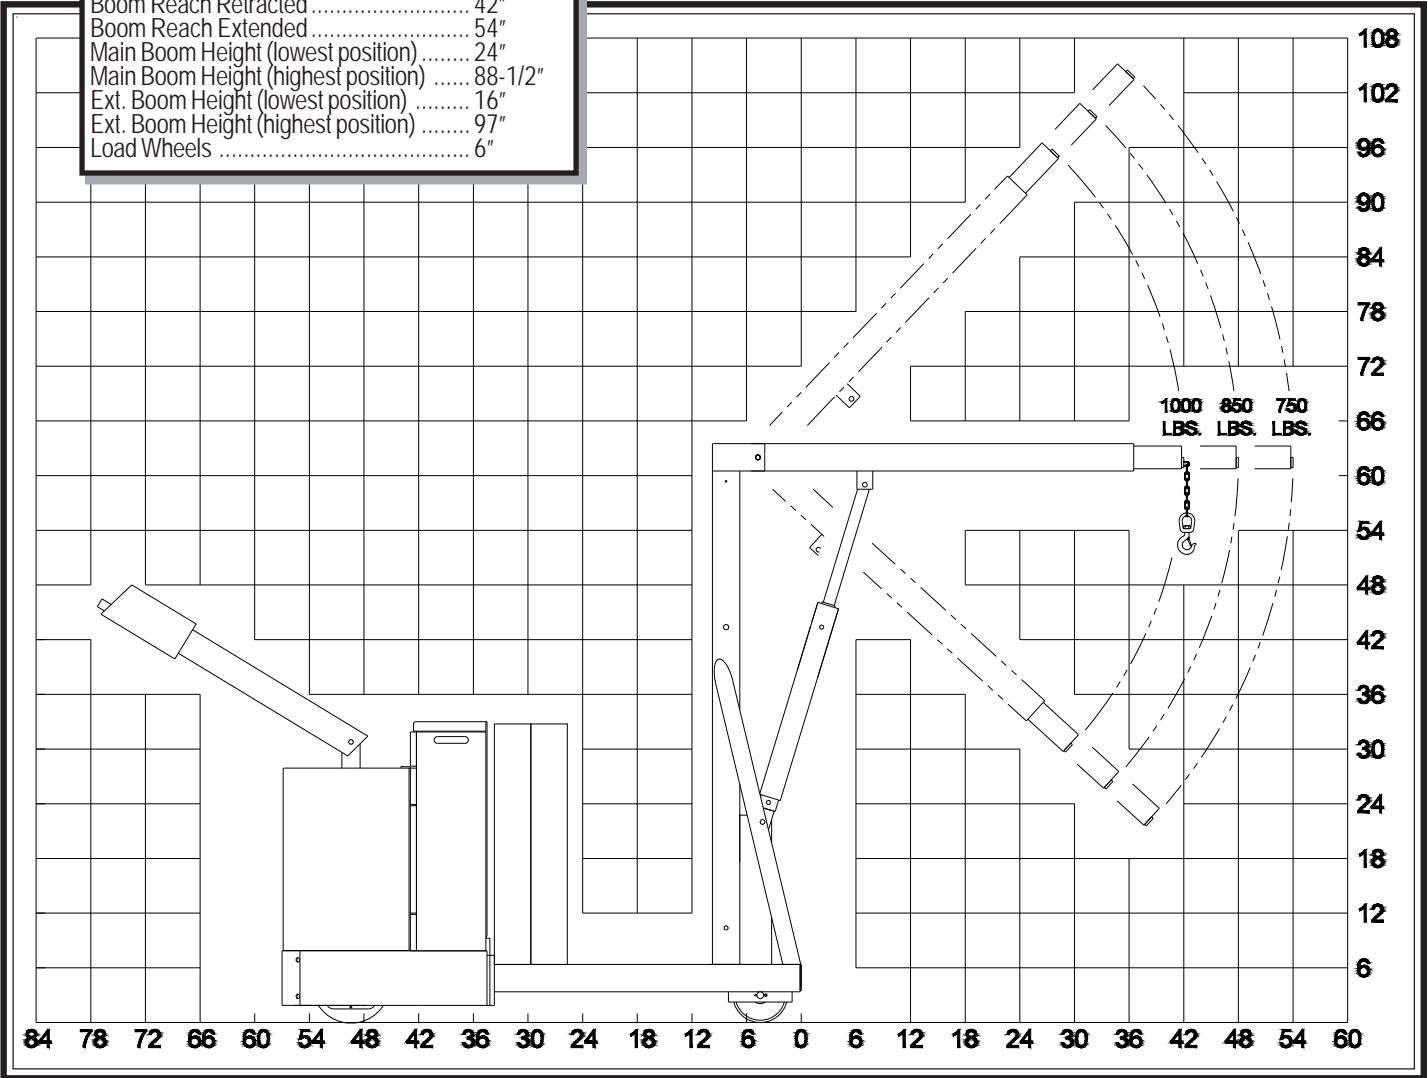 Boom Reach Retracted ......................... 42"
Boom Reach Extended ......................... 54"
Main Boom Height (lowest position) ........ 24"
Main Boom Height (highest position) ...... 88-1/2"
Ext. Boom Height (lowest position) ......... 16"
Ext. Boom Height (highest position) ........ 97"
Load Wheels ........................................ 6"
108
102
96
90
84
78
72
1000 850 750
LBS. LBS. LBS.
66
60
54
48
42
36
30
24
18
12
6
84 78 72 66 60 54 48 42 36 30 24 18 12 6 0 6 12 18 24 30 36 42 48 54 60